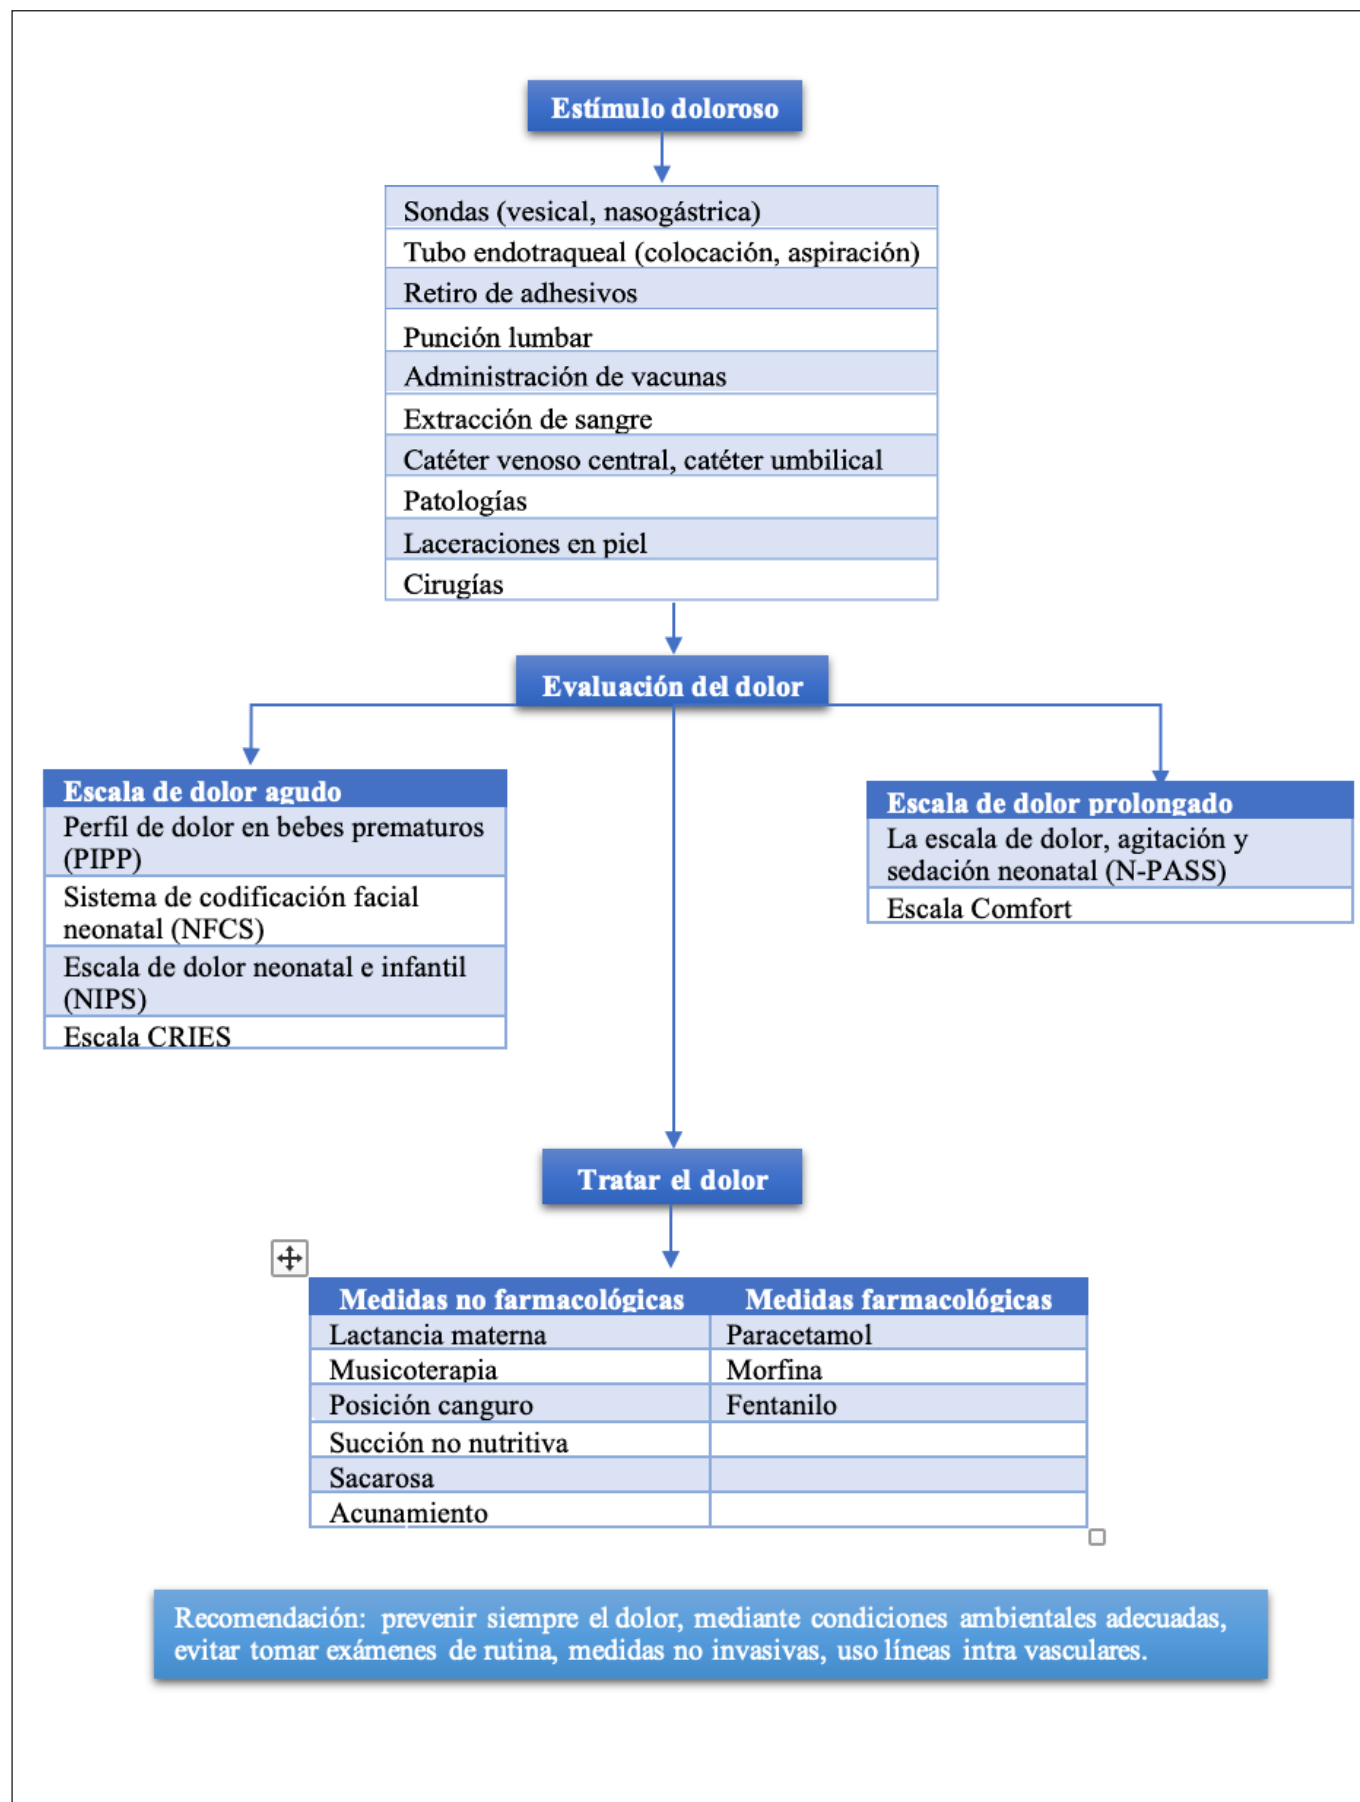 Estímulo doloroso
Sondas (vesical, nasogástrica)
Tubo endotraqueal (colocación, aspiración)
Retiro de adhesivos
Punción lumbar
Administración de vacunas
Extracción de sangre
Catéter venoso central, catéter umbilical
Patologías
Laceraciones en piel
Cirugías
Evaluación del dolor
Escala de dolor agudo
Perfil de dolor en bebes prematuros
(PIPP)
Sistema de codificación facial
neonatal (NFCS)
Escala de dolor neonatal e infantil
(NIPS)
Escala CRIES
Escala de dolor prolongado
La escala de dolor, agitación y
sedación neonatal (N-PASS)
Escala Comfort
Tratar el dolor
Medidas no farmacológicas Medidas farmacológicas
Lactancia materna Paracetamol
Musicoterapia Morfina
Posición canguro Fentanilo
Succión no nutritiva
Sacarosa
Acunamiento
Recomendación: prevenir siempre el dolor, mediante condiciones ambientales adecuadas,
evitar tomar exámenes de rutina, medidas no invasivas, uso líneas intra vasculares.